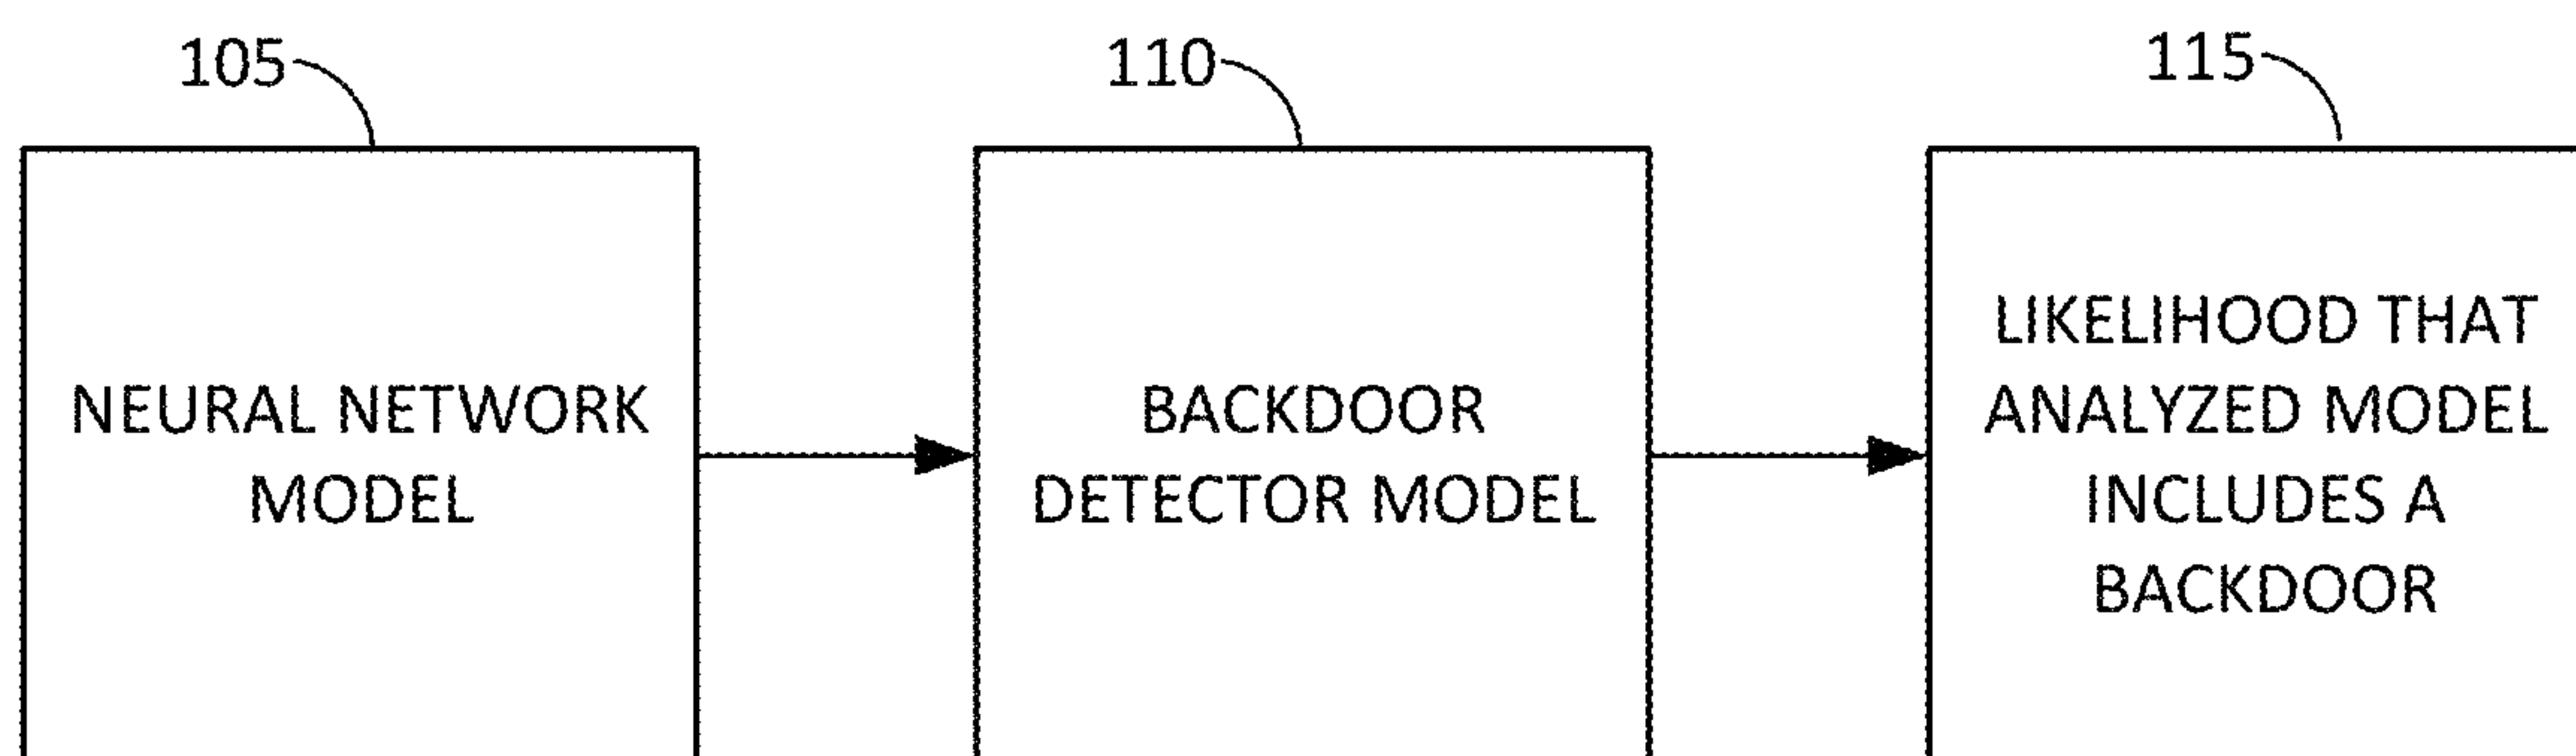 105
110
115
NEURAL NETWORK
MODEL
BACKDOOR
DETECTOR MODEL
LIKELIHOOD THAT
ANALYZED MODEL
INCLUDES A
BACKDOOR